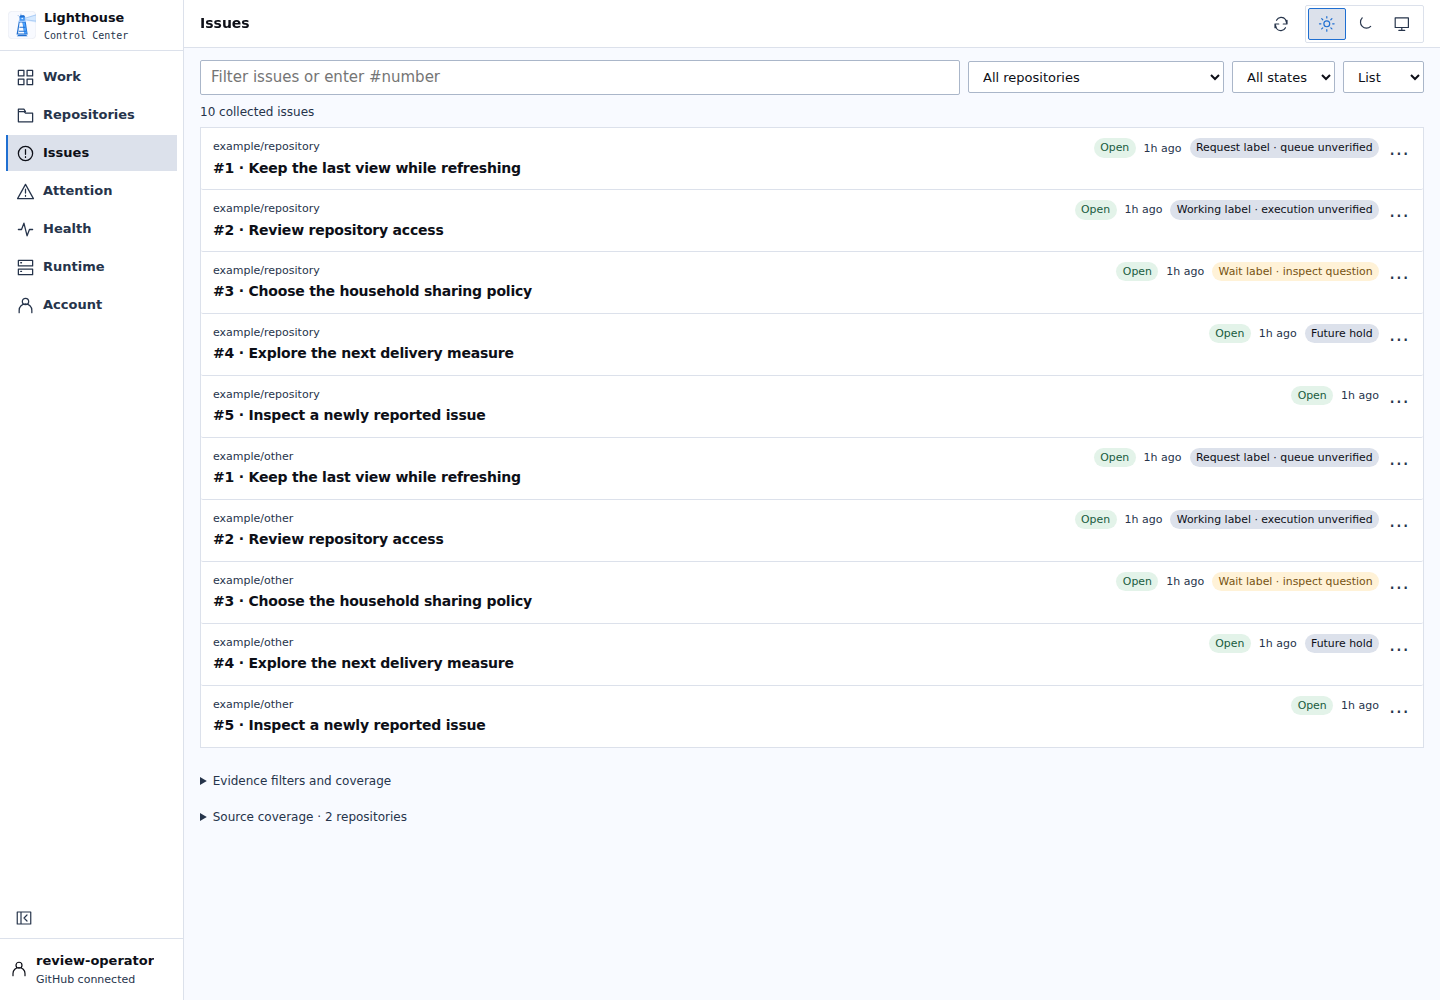 Lighthouse
Control Center
Work
Repositories
Issues
Attention
Health
Runtime
Account
review-operator
GitHub connected
Issues
Filter issues or enter #number
All repositories
All states
List
10 collected issues
example/repository
#1 · Keep the last view while refreshing
Open 1h ago Request label · queue unverified ...
example/repository
#2 · Review repository access
Open 1h ago Working label · execution unverified ...
example/repository
#3 · Choose the household sharing policy
Open 1h ago Wait label · inspect question ...
example/repository
#4 · Explore the next delivery measure
Open 1h ago Future hold ...
example/repository
#5 · Inspect a newly reported issue
Open 1h ago ...
example/other
#1 · Keep the last view while refreshing
Open 1h ago Request label · queue unverified ...
example/other
#2 · Review repository access
Open 1h ago Working label · execution unverified ...
example/other
#3 · Choose the household sharing policy
Open 1h ago Wait label · inspect question ...
example/other
#4 · Explore the next delivery measure
Open 1h ago Future hold ...
example/other
#5 · Inspect a newly reported issue
Open 1h ago ...
Evidence filters and coverage
Source coverage · 2 repositories